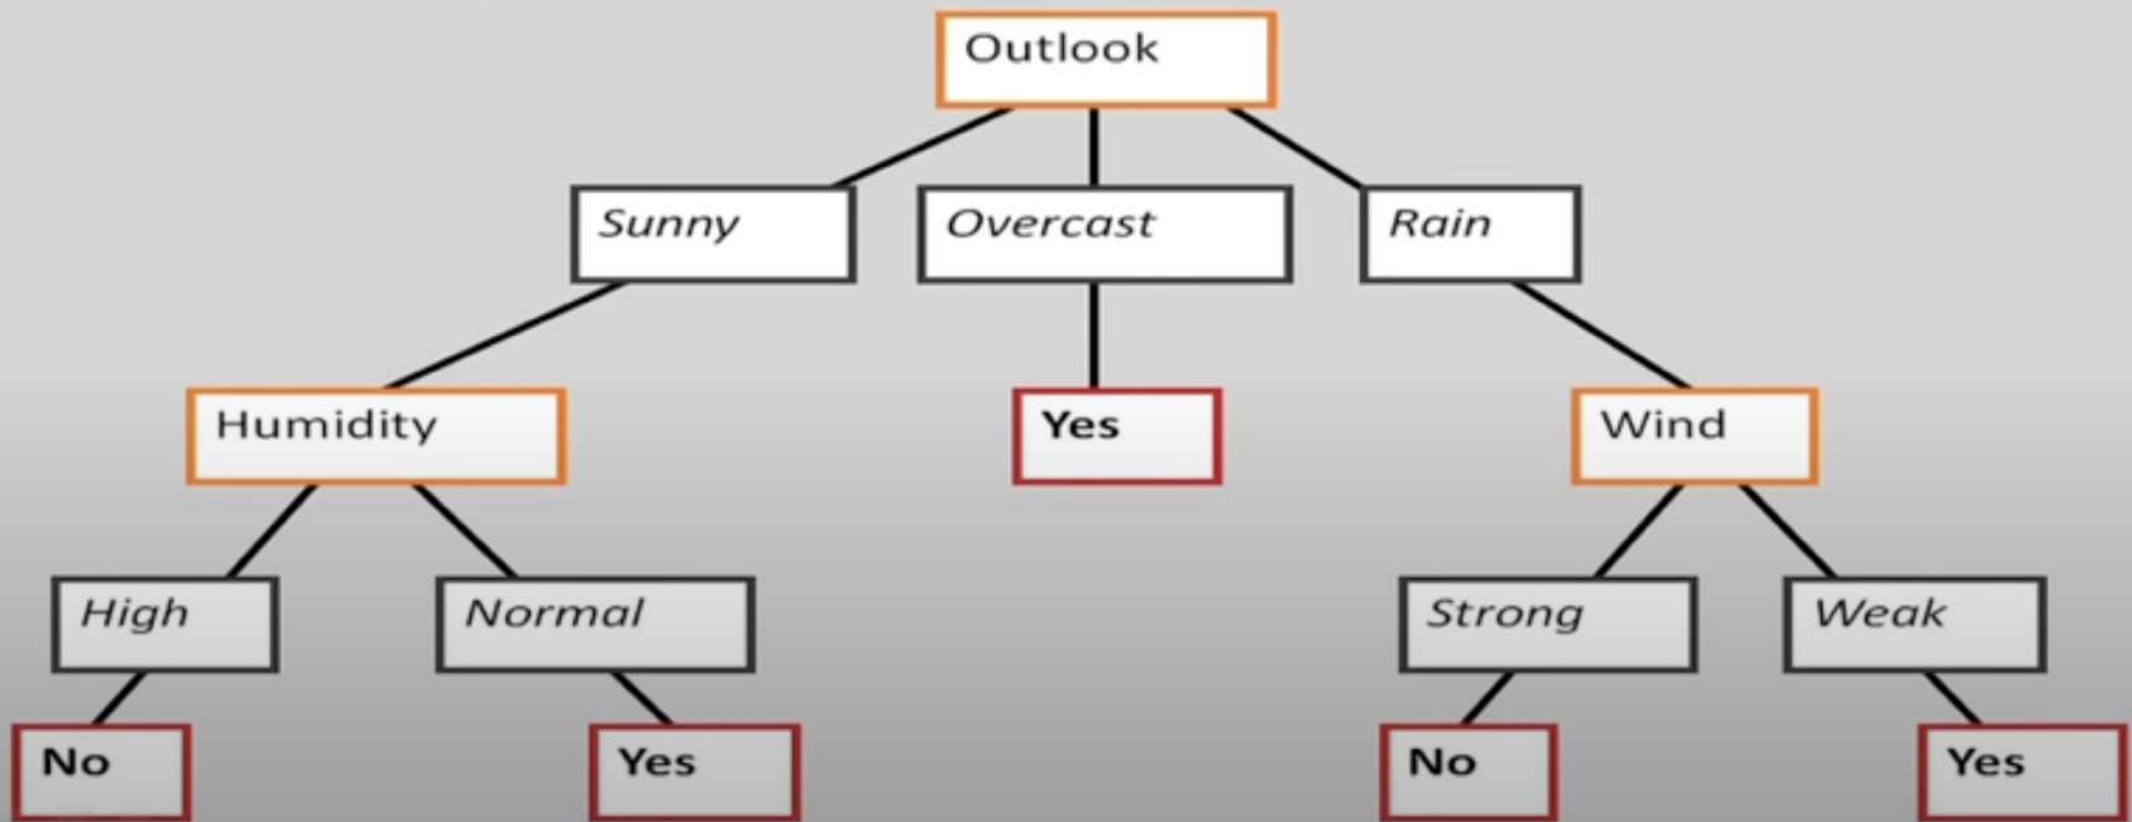 Outlook
Sunny
Overcast
Rain
Humidity
Yes
Wind
High
Normal
Strong
Weak
No
Yes
No
Yes